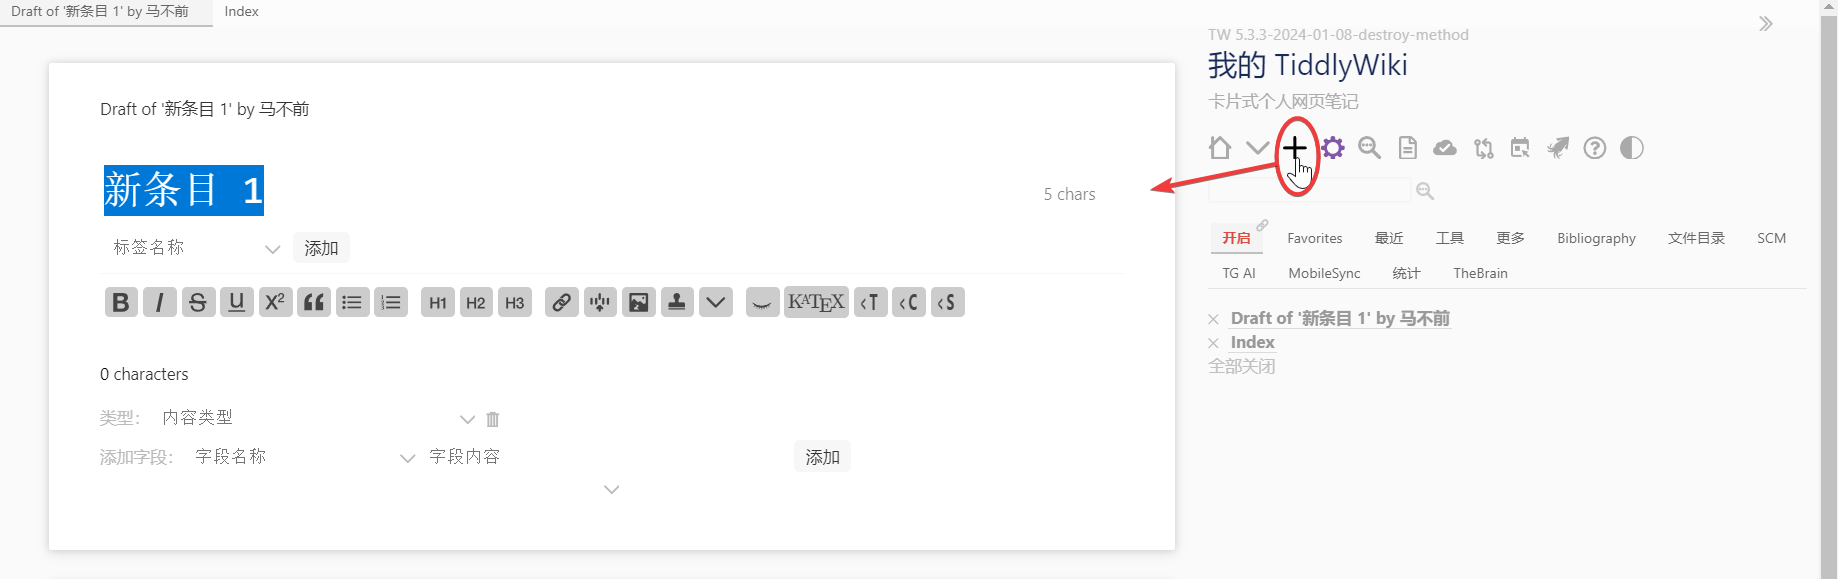 Draft of '新条目 1' by 马不前 Index
TW 5.3.3-2024-01-08-destroy-method
我的 TiddlyWiki
卡片式个人网页笔记
Draft of '新条目 1' by 马不前
新条目 1
5 chars
标签名称 添加
B I S U X² H1 H2 H3 KATEX <T <C <S
0 characters
类型: 内容类型
添加字段: 字段名称 字段内容 添加
开启 Favorites 最近 工具 更多 Bibliography 文件目录 SCM
TG AI MobileSync 统计 TheBrain
× Draft of '新条目 1' by 马不前
× Index
全部关闭